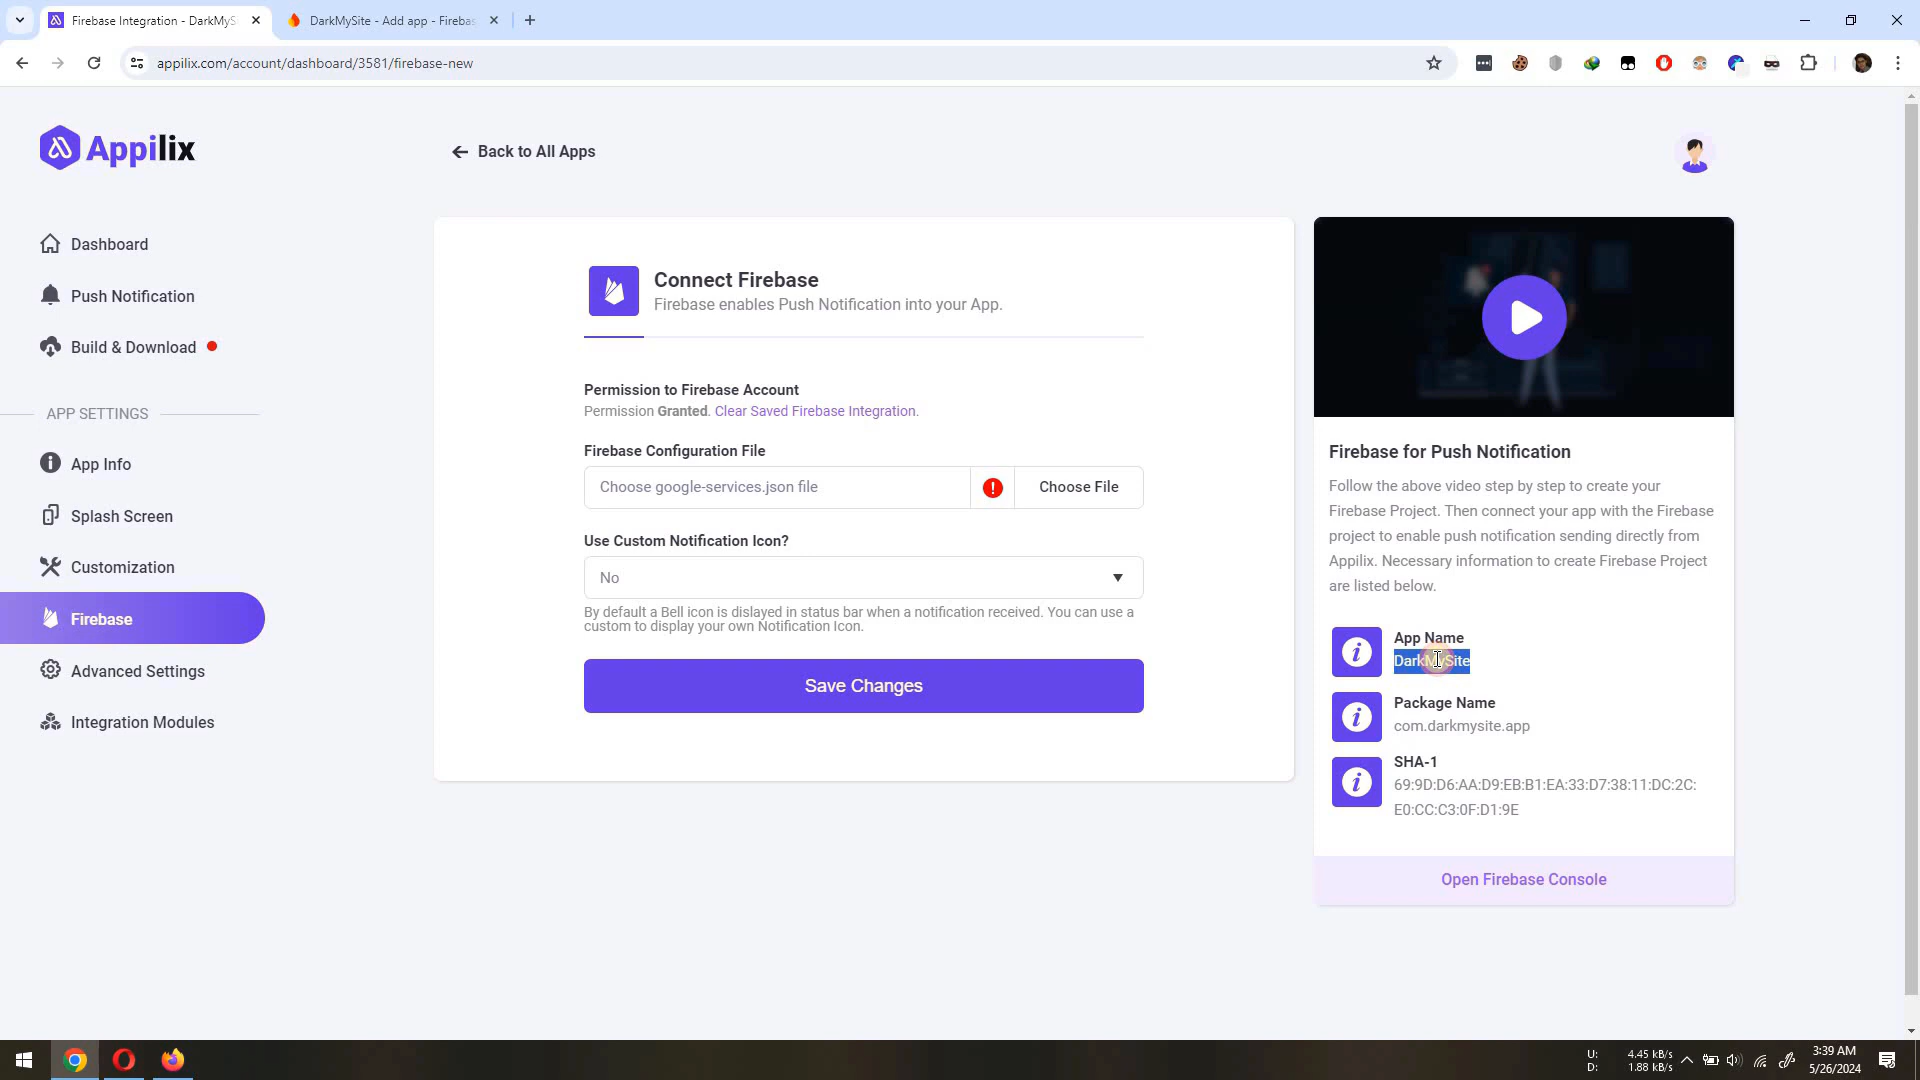 Firebase Integration - DarkMyS
DarkMySite - Add app - Firebas
appilix.com/account/dashboard/3581/firebase-new
Appilix
Back to All Apps
Dashboard
Push Notification
Build & Download
APP SETTINGS
App Info
Splash Screen
Customization
Firebase
Advanced Settings
Integration Modules
Connect Firebase
Firebase enables Push Notification into your App.
Permission to Firebase Account
Permission Granted. Clear Saved Firebase Integration.
Firebase Configuration File
Choose google-services.json file
Choose File
Use Custom Notification Icon?
No
By default a Bell icon is dislayed in status bar when a notification received. You can use a
custom to display your own Notification Icon.
Save Changes
Firebase for Push Notification
Follow the above video step by step to create your
Firebase Project. Then connect your app with the Firebase
project to enable push notification sending directly from
Appilix. Necessary information to create Firebase Project
are listed below.
App Name
DarkMySite
Package Name
com.darkmysite.app
SHA-1
69:9D:D6:AA:D9:EB:B1:EA:33:D7:38:11:DC:2C:
E0:CC:C3:0F:D1:9E
Open Firebase Console
U: 4.45 kB/s
D: 1.88 kB/s
3:39 AM
5/26/2024